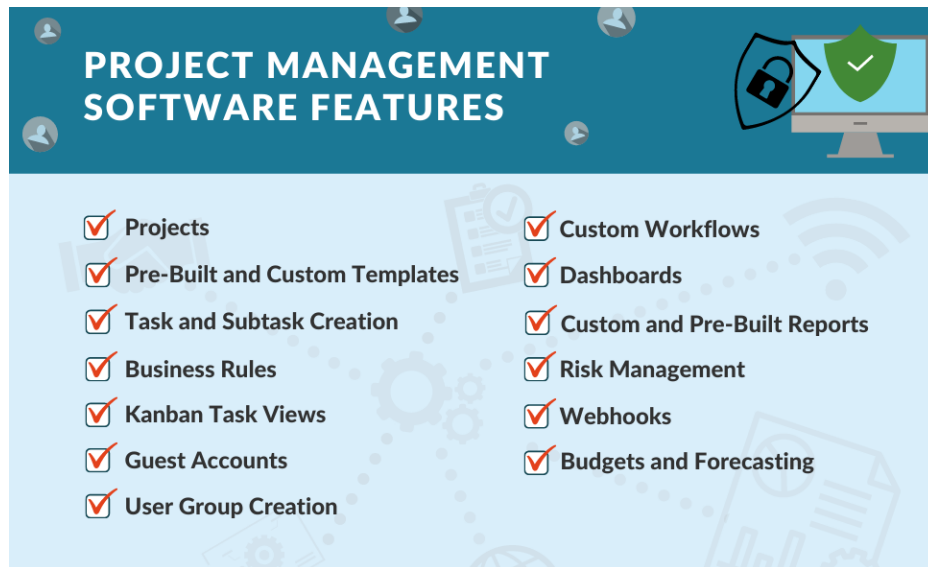 PROJECT MANAGEMENT
SOFTWARE FEATURES
Projects
Pre-Built and Custom Templates
Task and Subtask Creation
Business Rules
Kanban Task Views
Guest Accounts
User Group Creation
Custom Workflows
Dashboards
Custom and Pre-Built Reports
Risk Management
Webhooks
Budgets and Forecasting